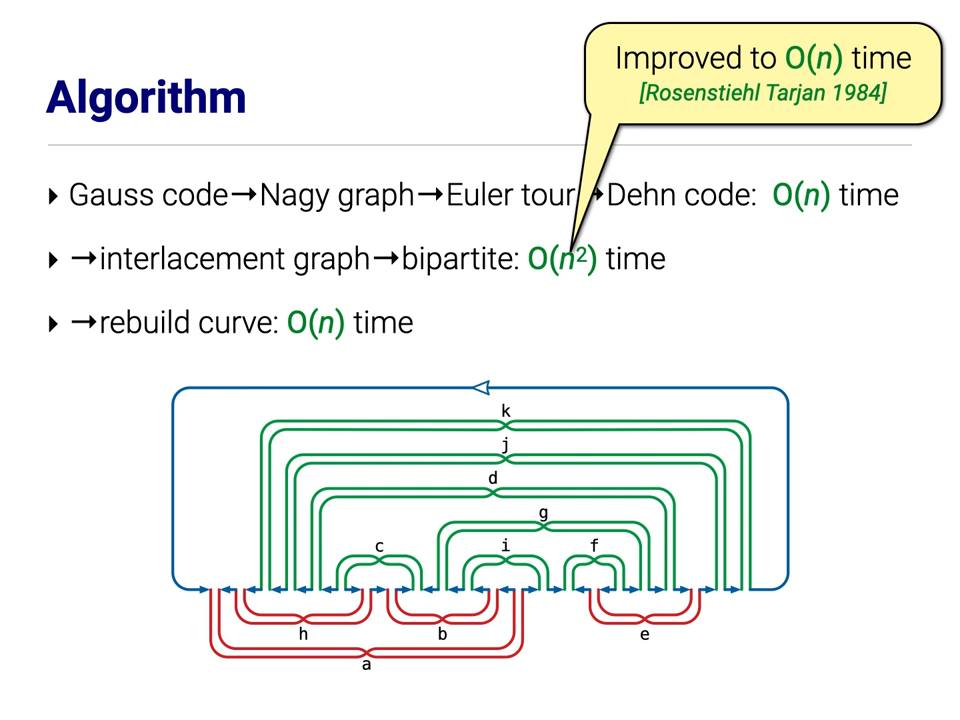 Improved to O(n) time
[Rosenstiehl Tarjan 1984]
Algorithm
‣ Gauss code→Nagy graph→Euler tour→Dehn code: O(n) time
‣ →interlacement graph→bipartite: O(n²) time
‣ →rebuild curve: O(n) time
k
j
d
g
c i f
h b e
a